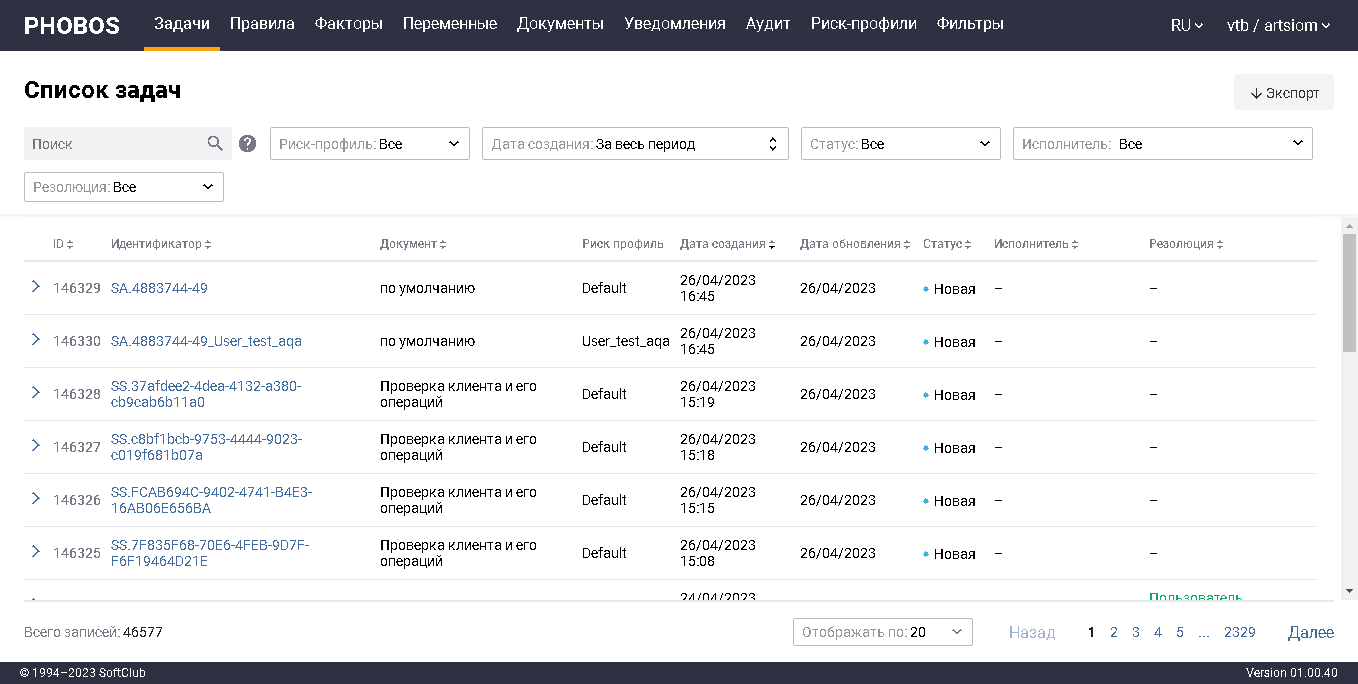 PHOBOS Задачи Правила Факторы Переменные Документы Уведомления Аудит Риск-профили Фильтры RU vtb / artsiom
Список задач
Экспорт
Поиск ? Риск-профиль: Все Дата создания: За весь период Статус: Все Исполнитель: Все
Резолюция: Все
ID Идентификатор Документ Риск профиль Дата создания Дата обновления Статус Исполнитель Резолюция
146329 SA.4883744-49 по умолчанию Default 26/04/2023 16:45 26/04/2023 Новая – –
146330 SA.4883744-49_User_test_aqa по умолчанию User_test_aqa 26/04/2023 16:45 26/04/2023 Новая – –
146328 SS.37afdee2-4dea-4132-a380-cb9cab6b11a0 Проверка клиента и его операций Default 26/04/2023 15:19 26/04/2023 Новая – –
146327 SS.c8bf1bcb-9753-4444-9023-c019f681b07a Проверка клиента и его операций Default 26/04/2023 15:18 26/04/2023 Новая – –
146326 SS.FCAB694C-9402-4741-B4E3-16AB06E656BA Проверка клиента и его операций Default 26/04/2023 15:15 26/04/2023 Новая – –
146325 SS.7F835F68-70E6-4FEB-9D7F-F6F19464D21E Проверка клиента и его операций Default 26/04/2023 15:08 26/04/2023 Новая – –
24/04/2023 Пользователь
Всего записей: 46577 Отображать по: 20 Назад 1 2 3 4 5 ... 2329 Далее
© 1994–2023 SoftClub Version 01.00.40